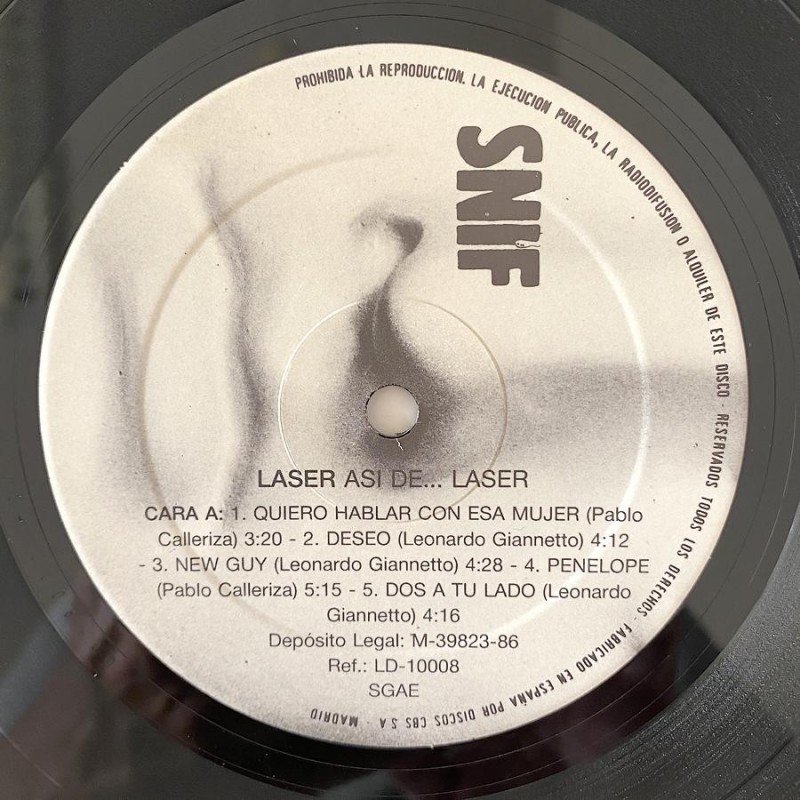 PROHIBIDA LA REPRODUCCION. LA EJECUCION PUBLICA, LA RADIODIFUSION O ALQUILER DE ESTE DISCO - RESERVADOS TODOS LOS DERECHOS - FABRICADO EN ESPAÑA POR DISCOS CBS S.A - MADRID
SNIF
LASER ASI DE... LASER
CARA A: 1. QUIERO HABLAR CON ESA MUJER (Pablo
Calleriza) 3:20 - 2. DESEO (Leonardo Giannetto) 4:12
- 3. NEW GUY (Leonardo Giannetto) 4:28 - 4. PENELOPE
(Pablo Calleriza) 5:15 - 5. DOS A TU LADO (Leonardo
Giannetto) 4:16
Depósito Legal: M-39823-86
Ref.: LD-10008
SGAE